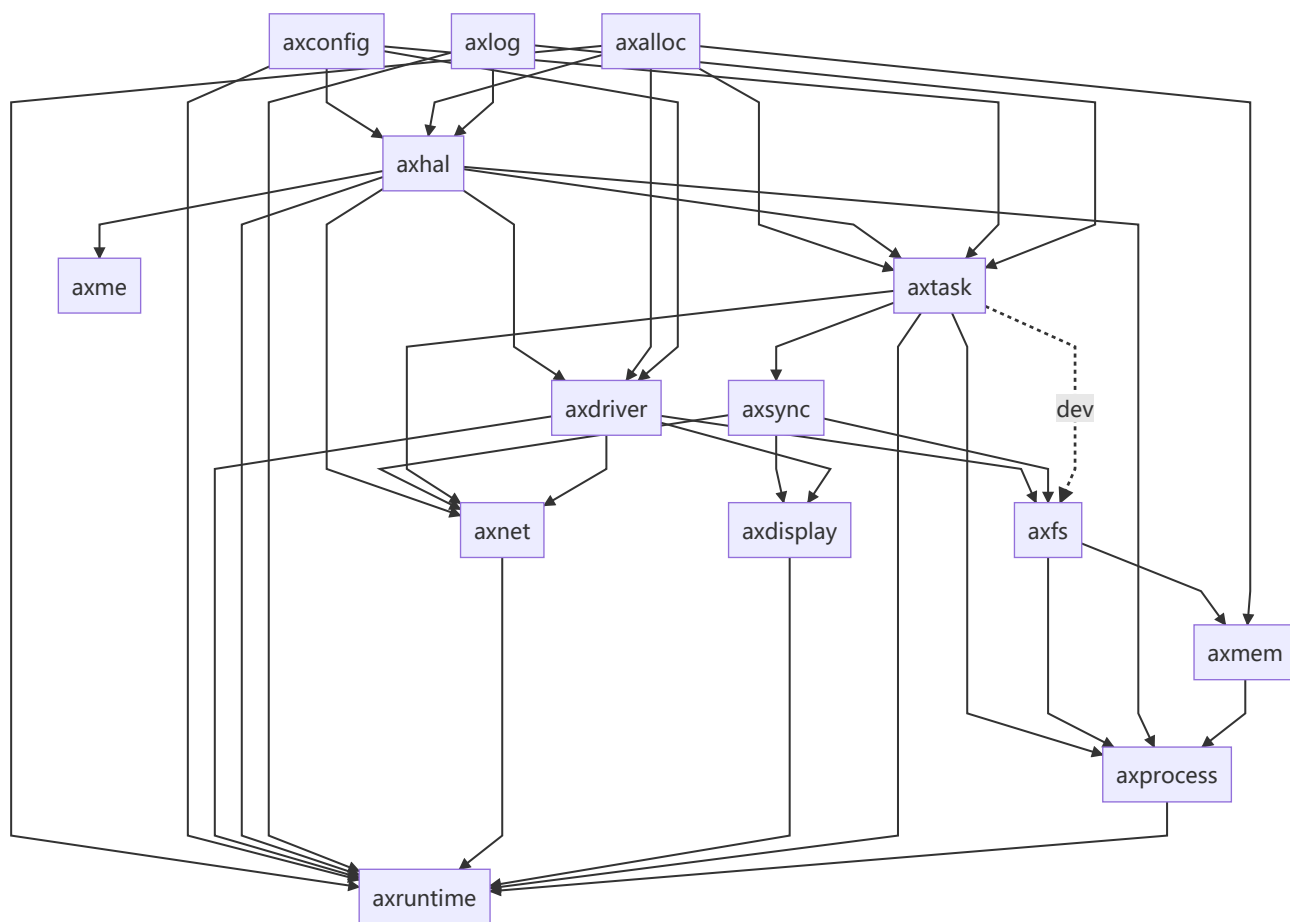 axconfig
axlog
axalloc
axhal
axme
axtask
axdriver
axsync
dev
axnet
axdisplay
axfs
axmem
axprocess
axruntime